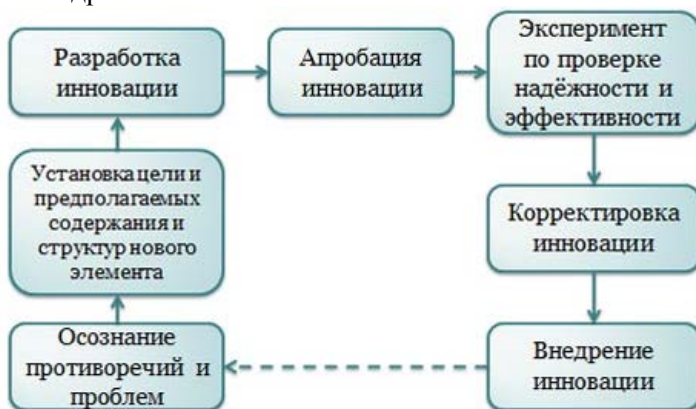 Разработка
инновации
Апробация
инновации
Эксперимент
по проверке
надёжности и
эффективности
Установка цели и
предполагаемых
содержания и
структур нового
элемента
Корректировка
инновации
Осознание
противоречий и
проблем
Внедрение
инновации